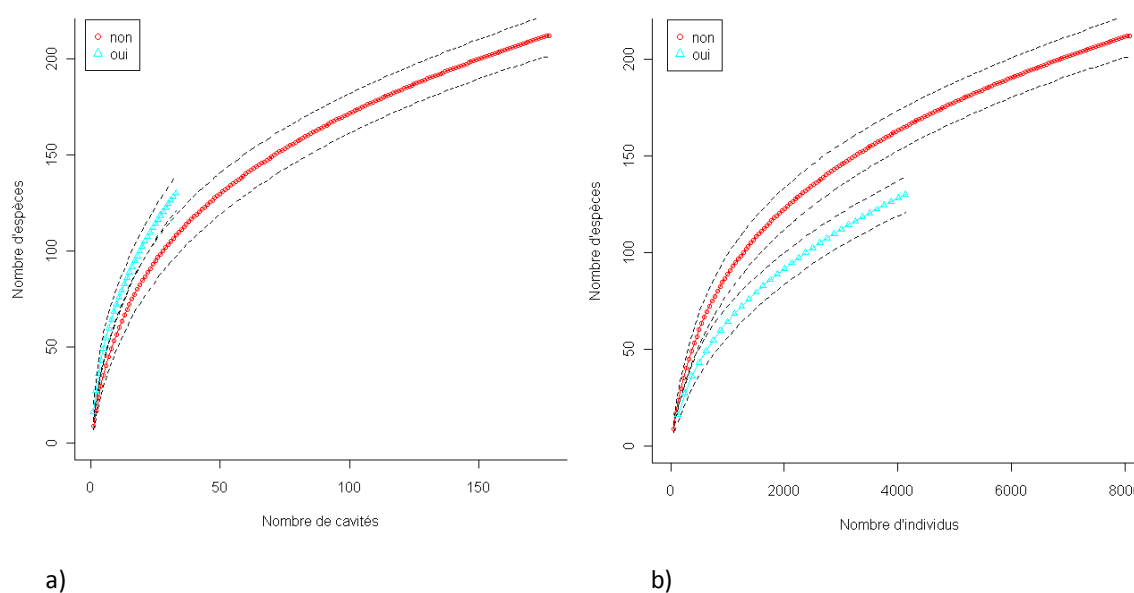 non
oui
200
150
100
50
0
Nombre d'espèces
0 50 100 150
Nombre de cavités
a)
non
oui
200
150
100
50
0
Nombre d'espèces
0 2000 4000 6000 8000
Nombre d'individus
b)